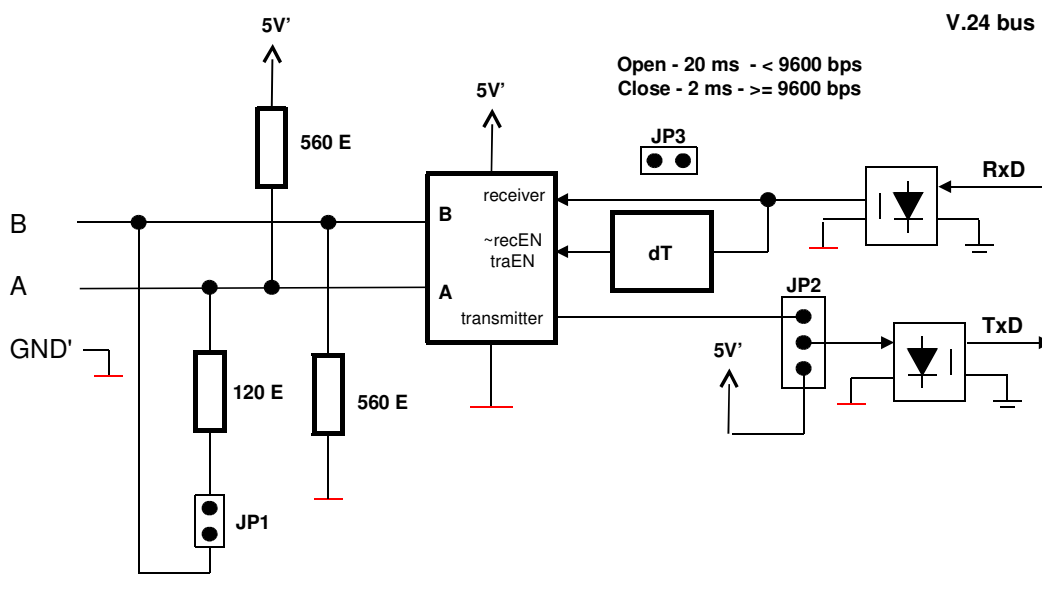 V.24 bus
5V'
Open - 20 ms - < 9600 bps
Close - 2 ms - >= 9600 bps
5V'
560 E
JP3
RxD
receiver
B
B
~recEN
traEN
dT
A
A
JP2
transmitter
TxD
GND'
5V'
120 E
560 E
JP1